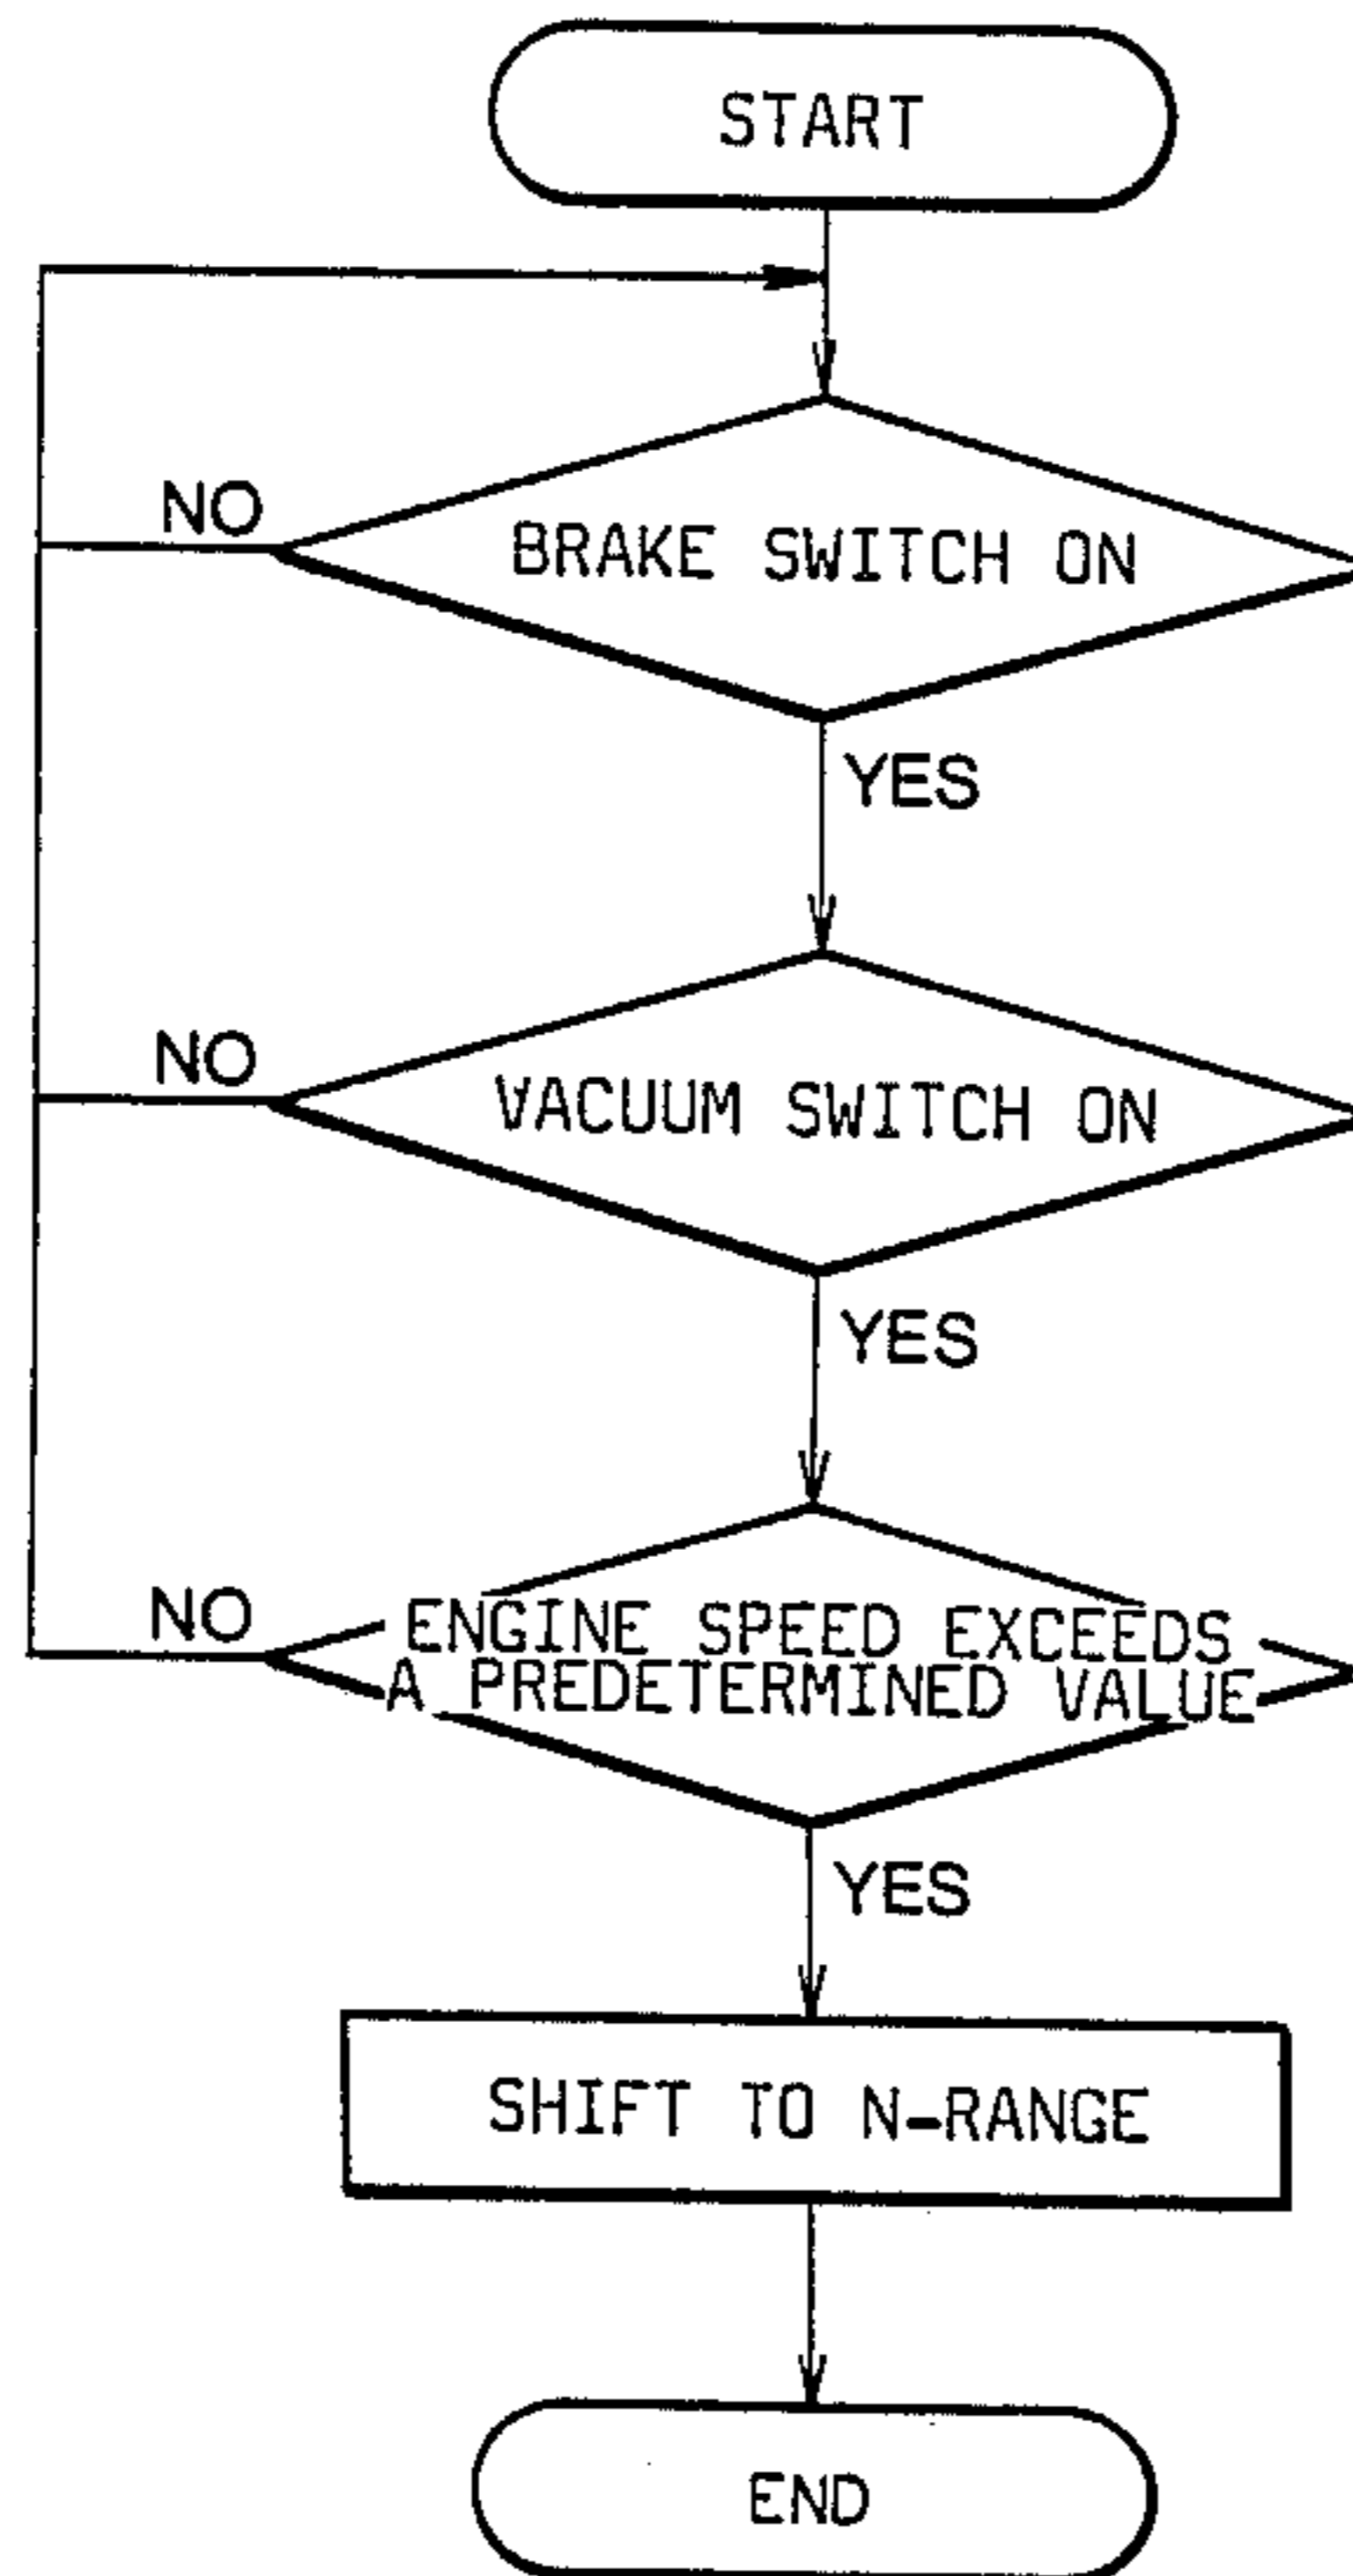 START
NO
BRAKE SWITCH ON
YES
NO
VACUUM SWITCH ON
YES
NO
ENGINE SPEED EXCEEDS
A PREDETERMINED VALUE
YES
SHIFT TO N-RANGE
END